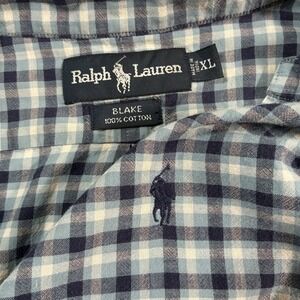 Ralph Lauren
XL
BLAKE
100% COTTON